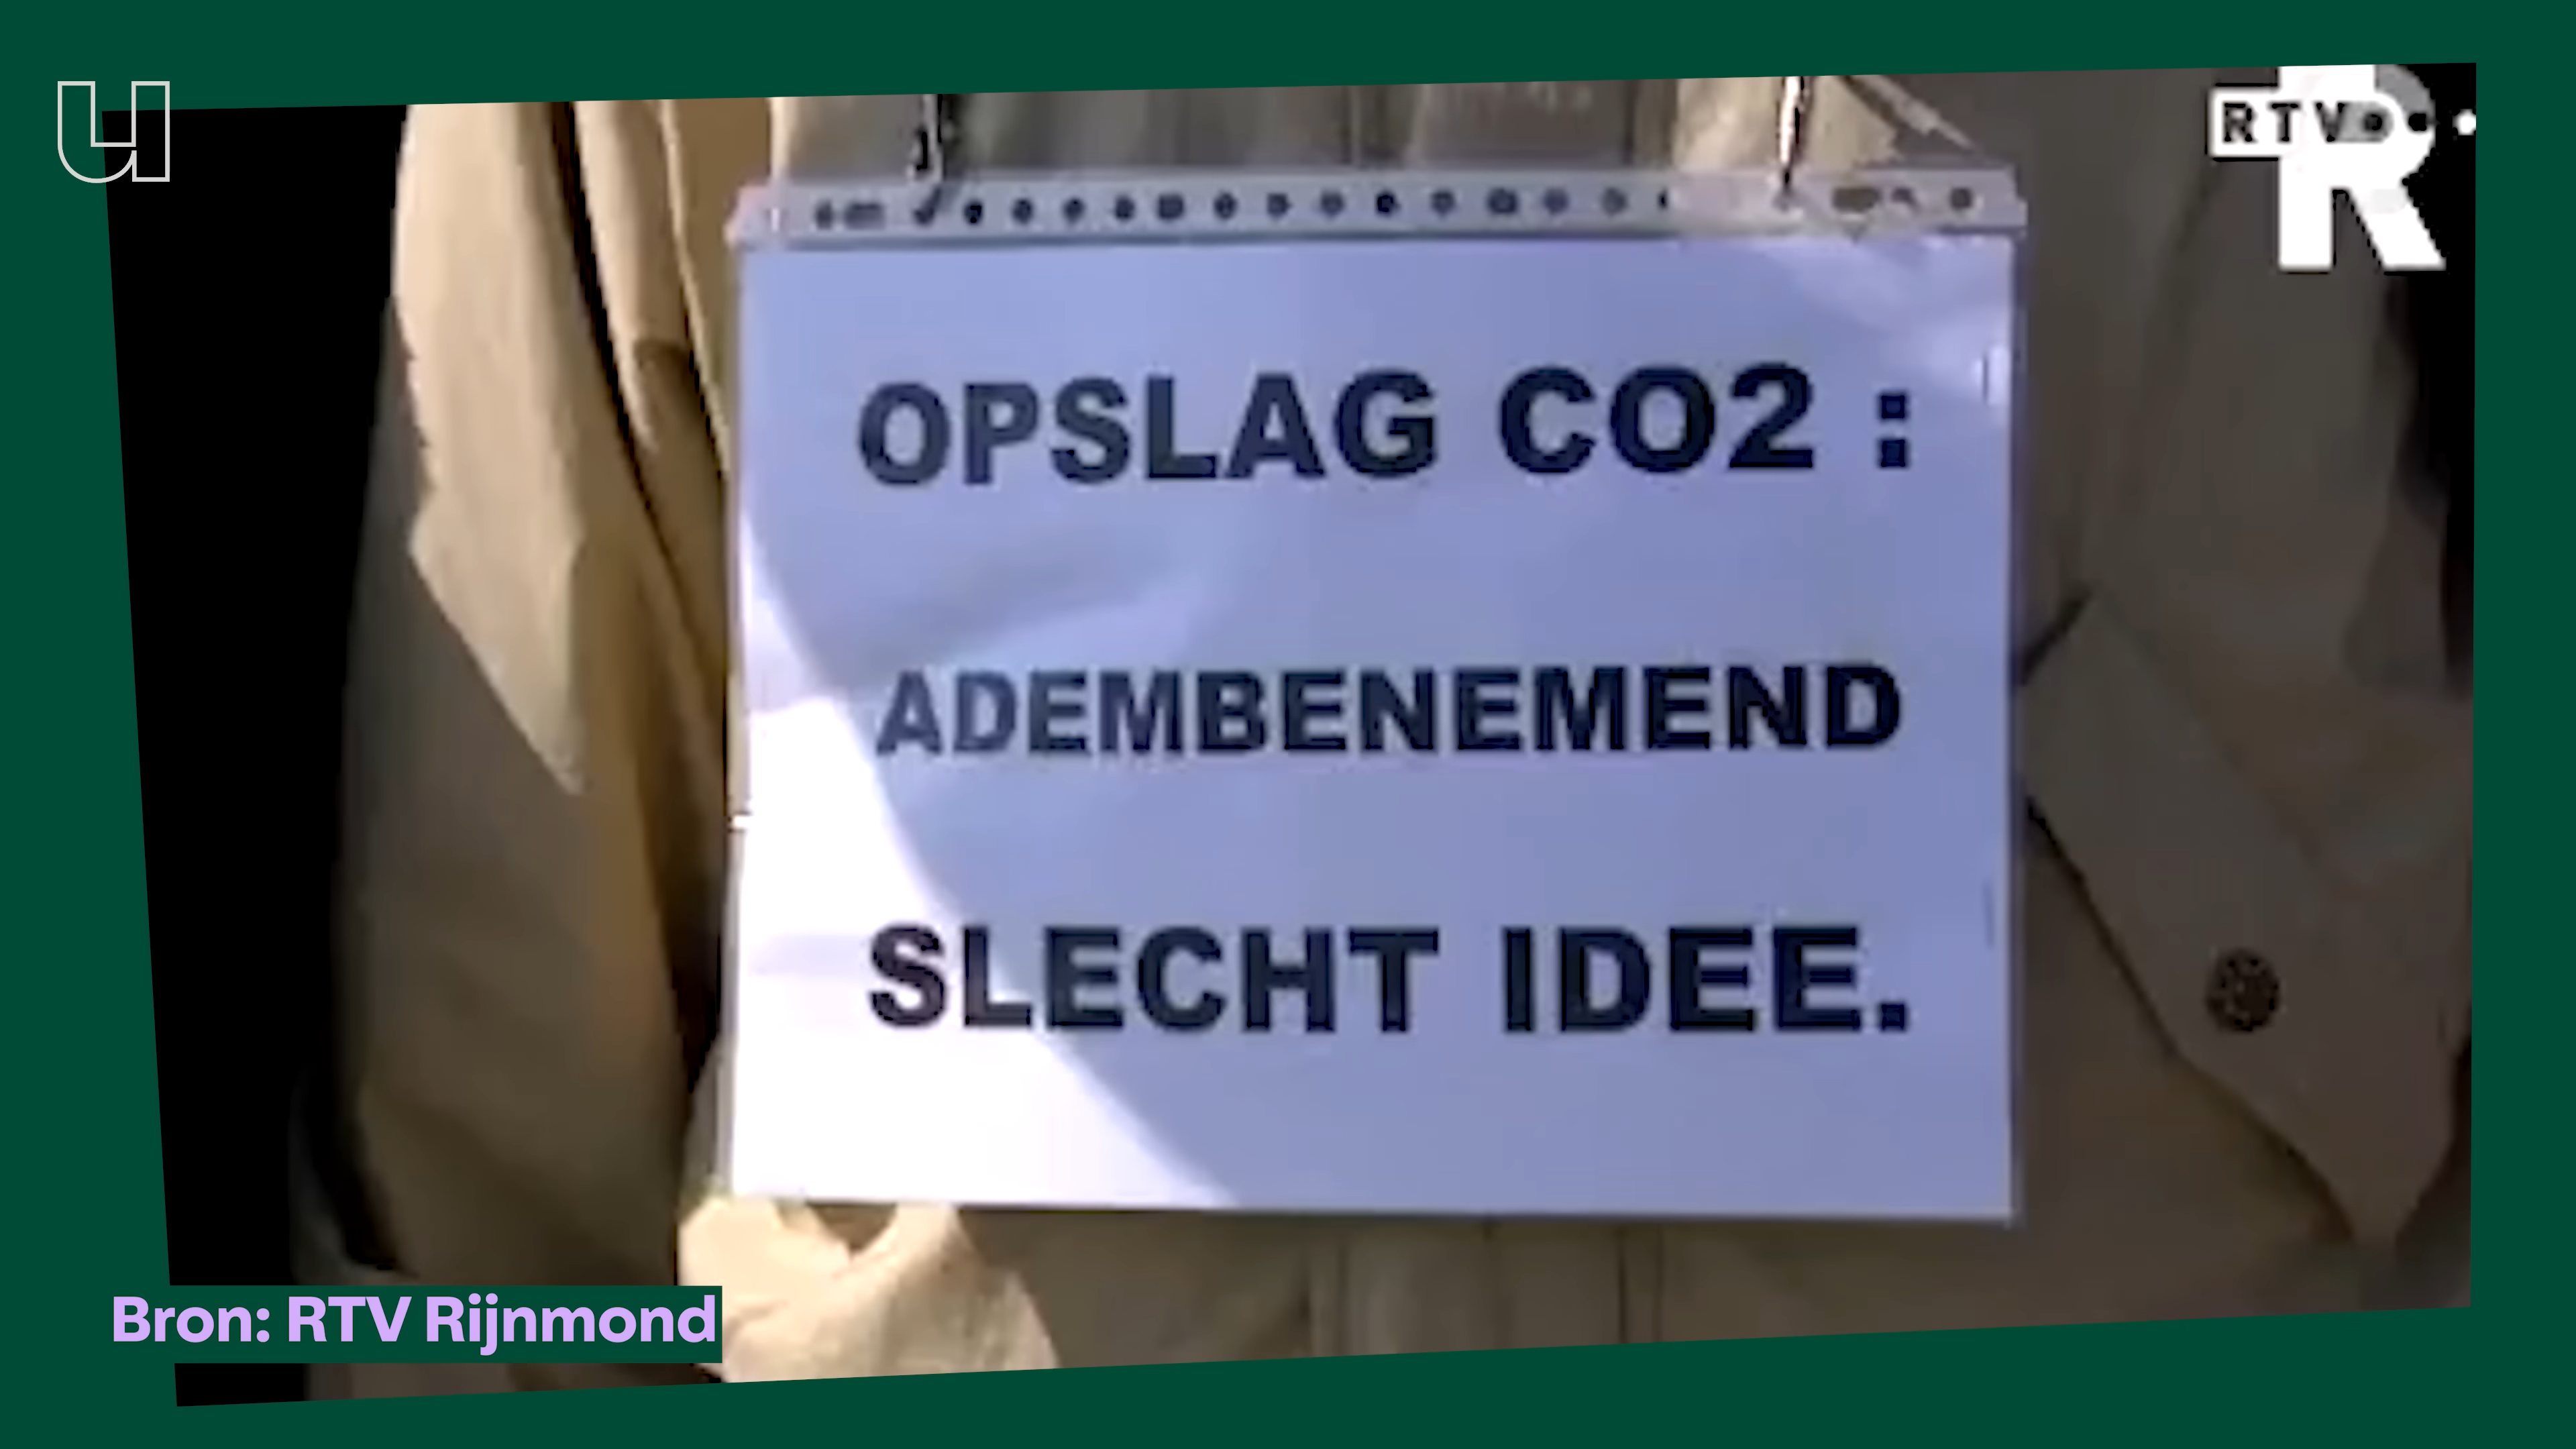 u
RTV
R
OPSLAG CO2 :
ADEMBENEMEND
SLECHT IDEE.
Bron: RTV Rijnmond